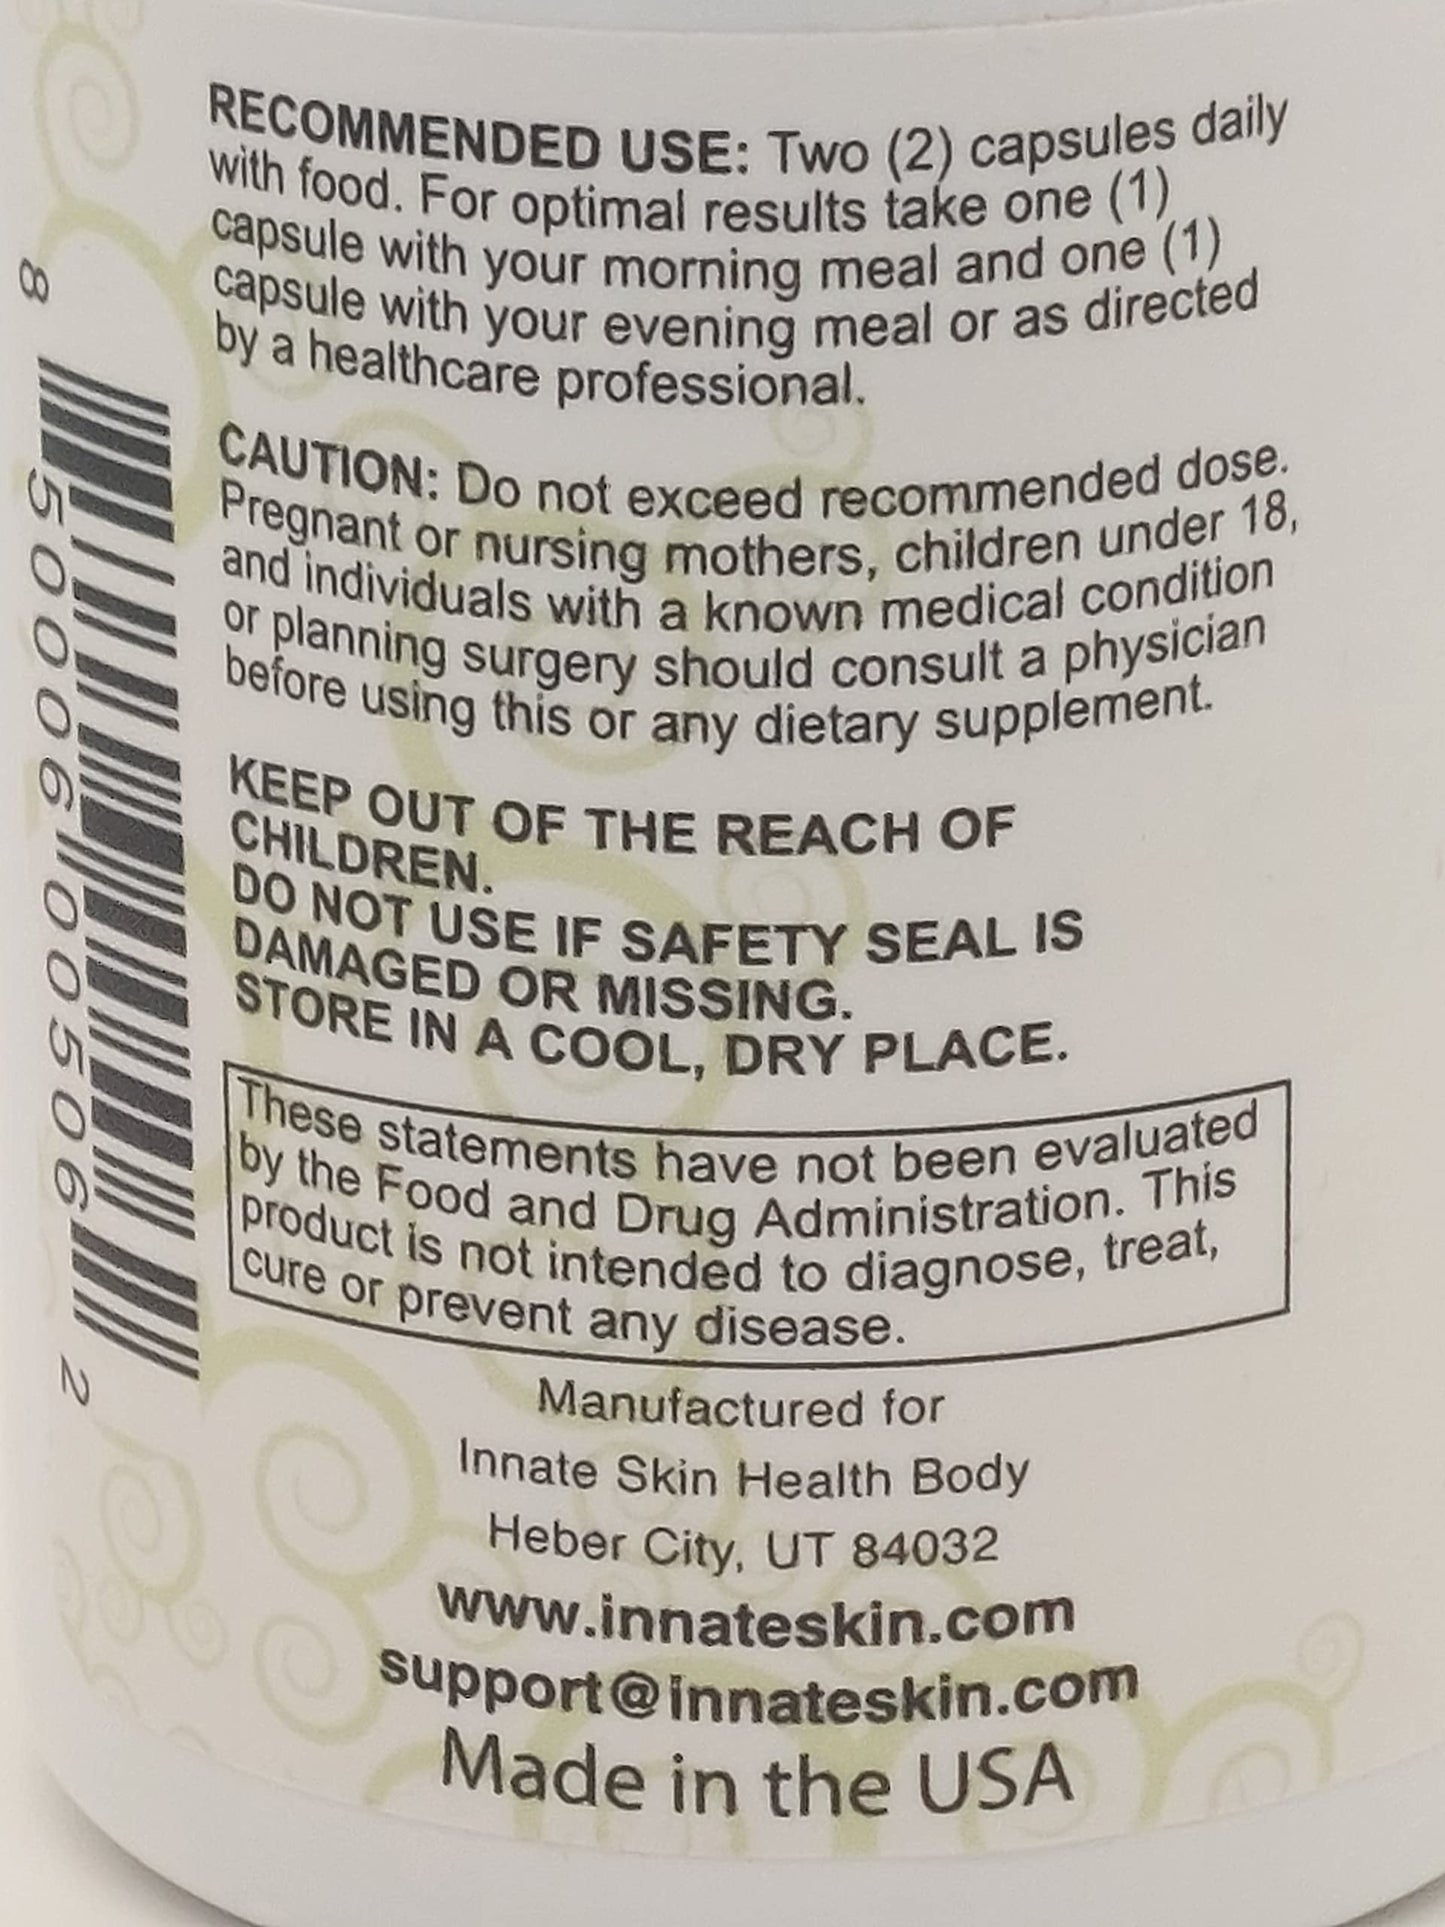 RECOMMENDED USE: Two (2) capsules daily
with food. For optimal results take one (1)
capsule with your morning meal and one (1)
capsule with your evening meal or as directed
by a healthcare professional.
CAUTION: Do not exceed recommended dose.
Pregnant or nursing mothers, children under 18,
and individuals with a known medical condition
or planning surgery should consult a physician
before using this or any dietary supplement.
KEEP OUT OF THE REACH OF
CHILDREN.
DO NOT USE IF SAFETY SEAL IS
DAMAGED OR MISSING.
STORE IN A COOL, DRY PLACE.
These statements have not been evaluated
by the Food and Drug Administration. This
product is not intended to diagnose, treat,
cure or prevent any disease.
Manufactured for
Innate Skin Health Body
Heber City, UT 84032
www.innateskin.com
support@innateskin.com
Made in the USA
8 50006 00506 2